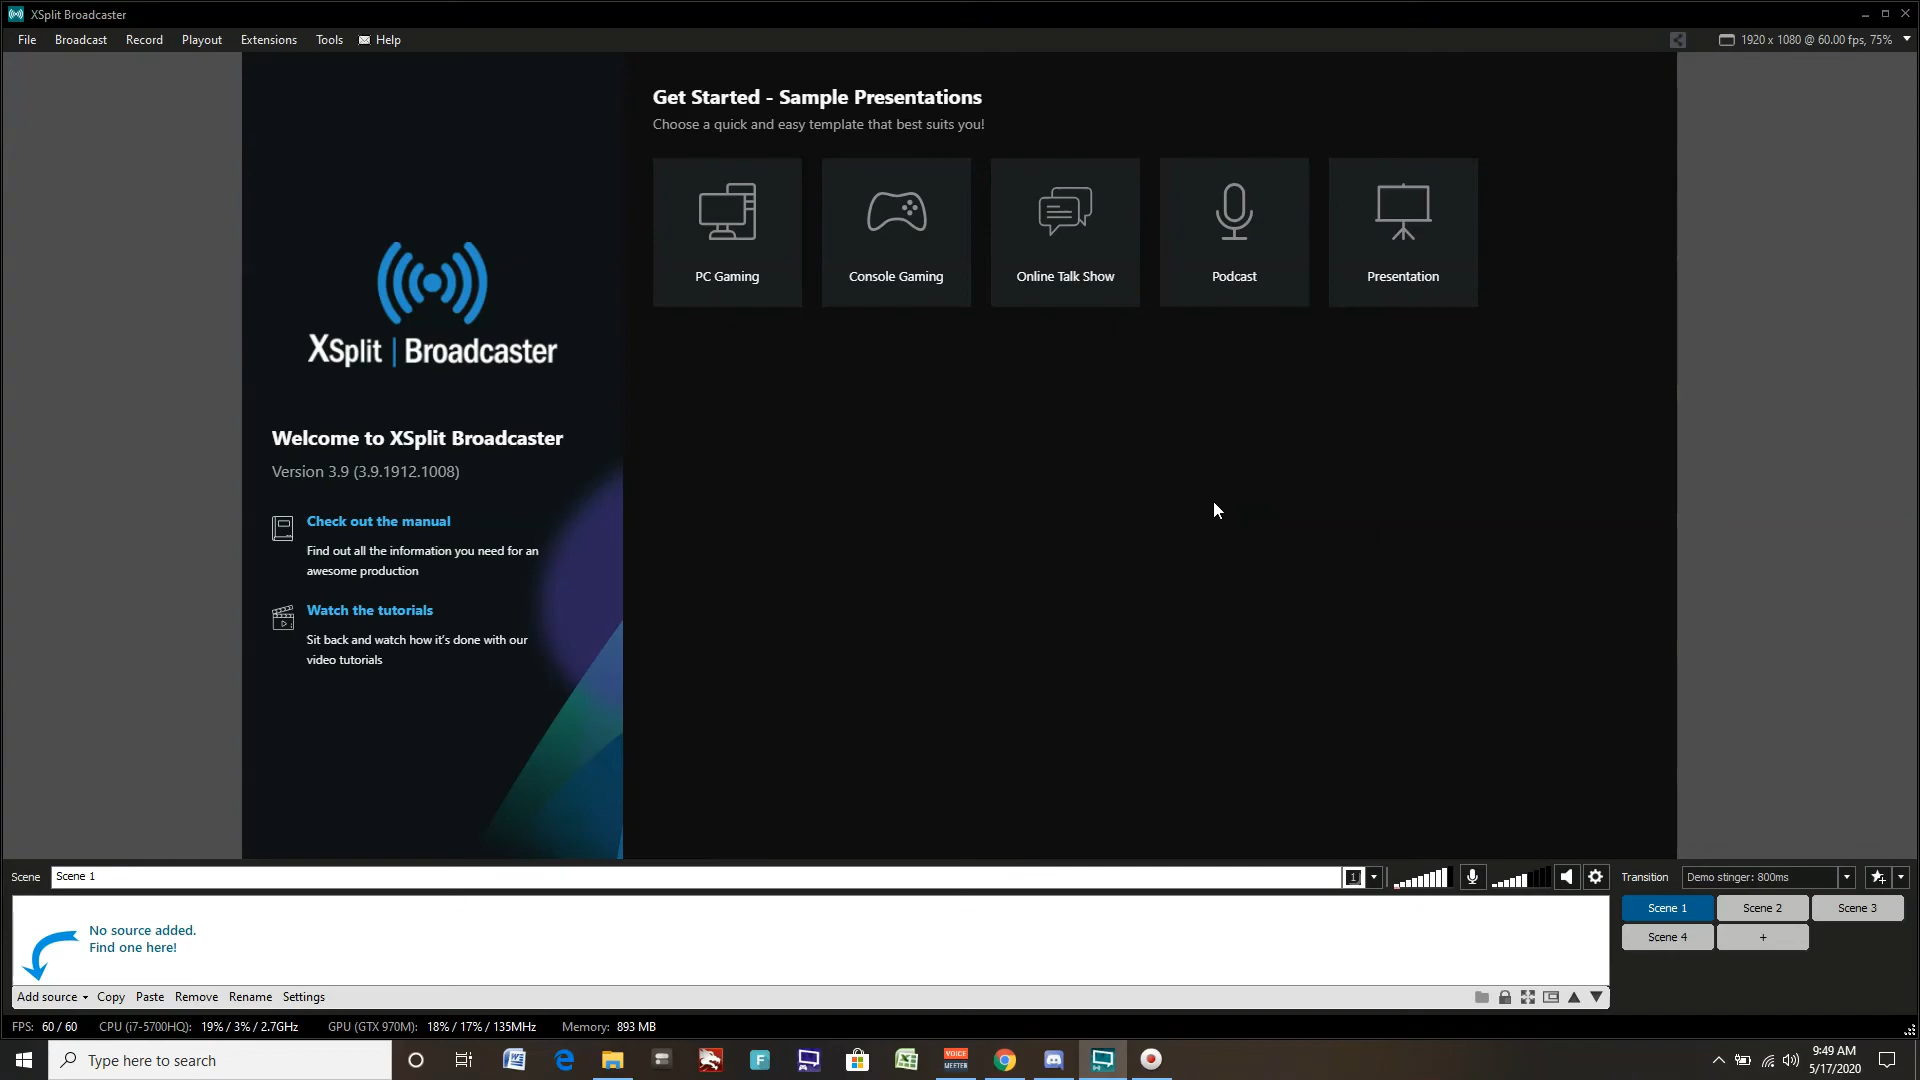 XSplit Broadcaster
File Broadcast Record Playout Extensions Tools Help
1920 x 1080 @ 60.00 fps, 75%
Get Started - Sample Presentations
Choose a quick and easy template that best suits you!
PC Gaming
Console Gaming
Online Talk Show
Podcast
Presentation
XSplit | Broadcaster
Welcome to XSplit Broadcaster
Version 3.9 (3.9.1912.1008)
Check out the manual
Find out all the information you need for an
awesome production
Watch the tutorials
Sit back and watch how it's done with our
video tutorials
Scene
Scene 1
1
Transition
Demo stinger: 800ms
Scene 1
Scene 2
Scene 3
Scene 4
+
No source added.
Find one here!
Add source Copy Paste Remove Rename Settings
FPS: 60 / 60 CPU (i7-5700HQ): 19% / 3% / 2.7GHz GPU (GTX 970M): 18% / 17% / 135MHz Memory: 893 MB
Type here to search
VOICE
MEETER
9:49 AM
5/17/2020